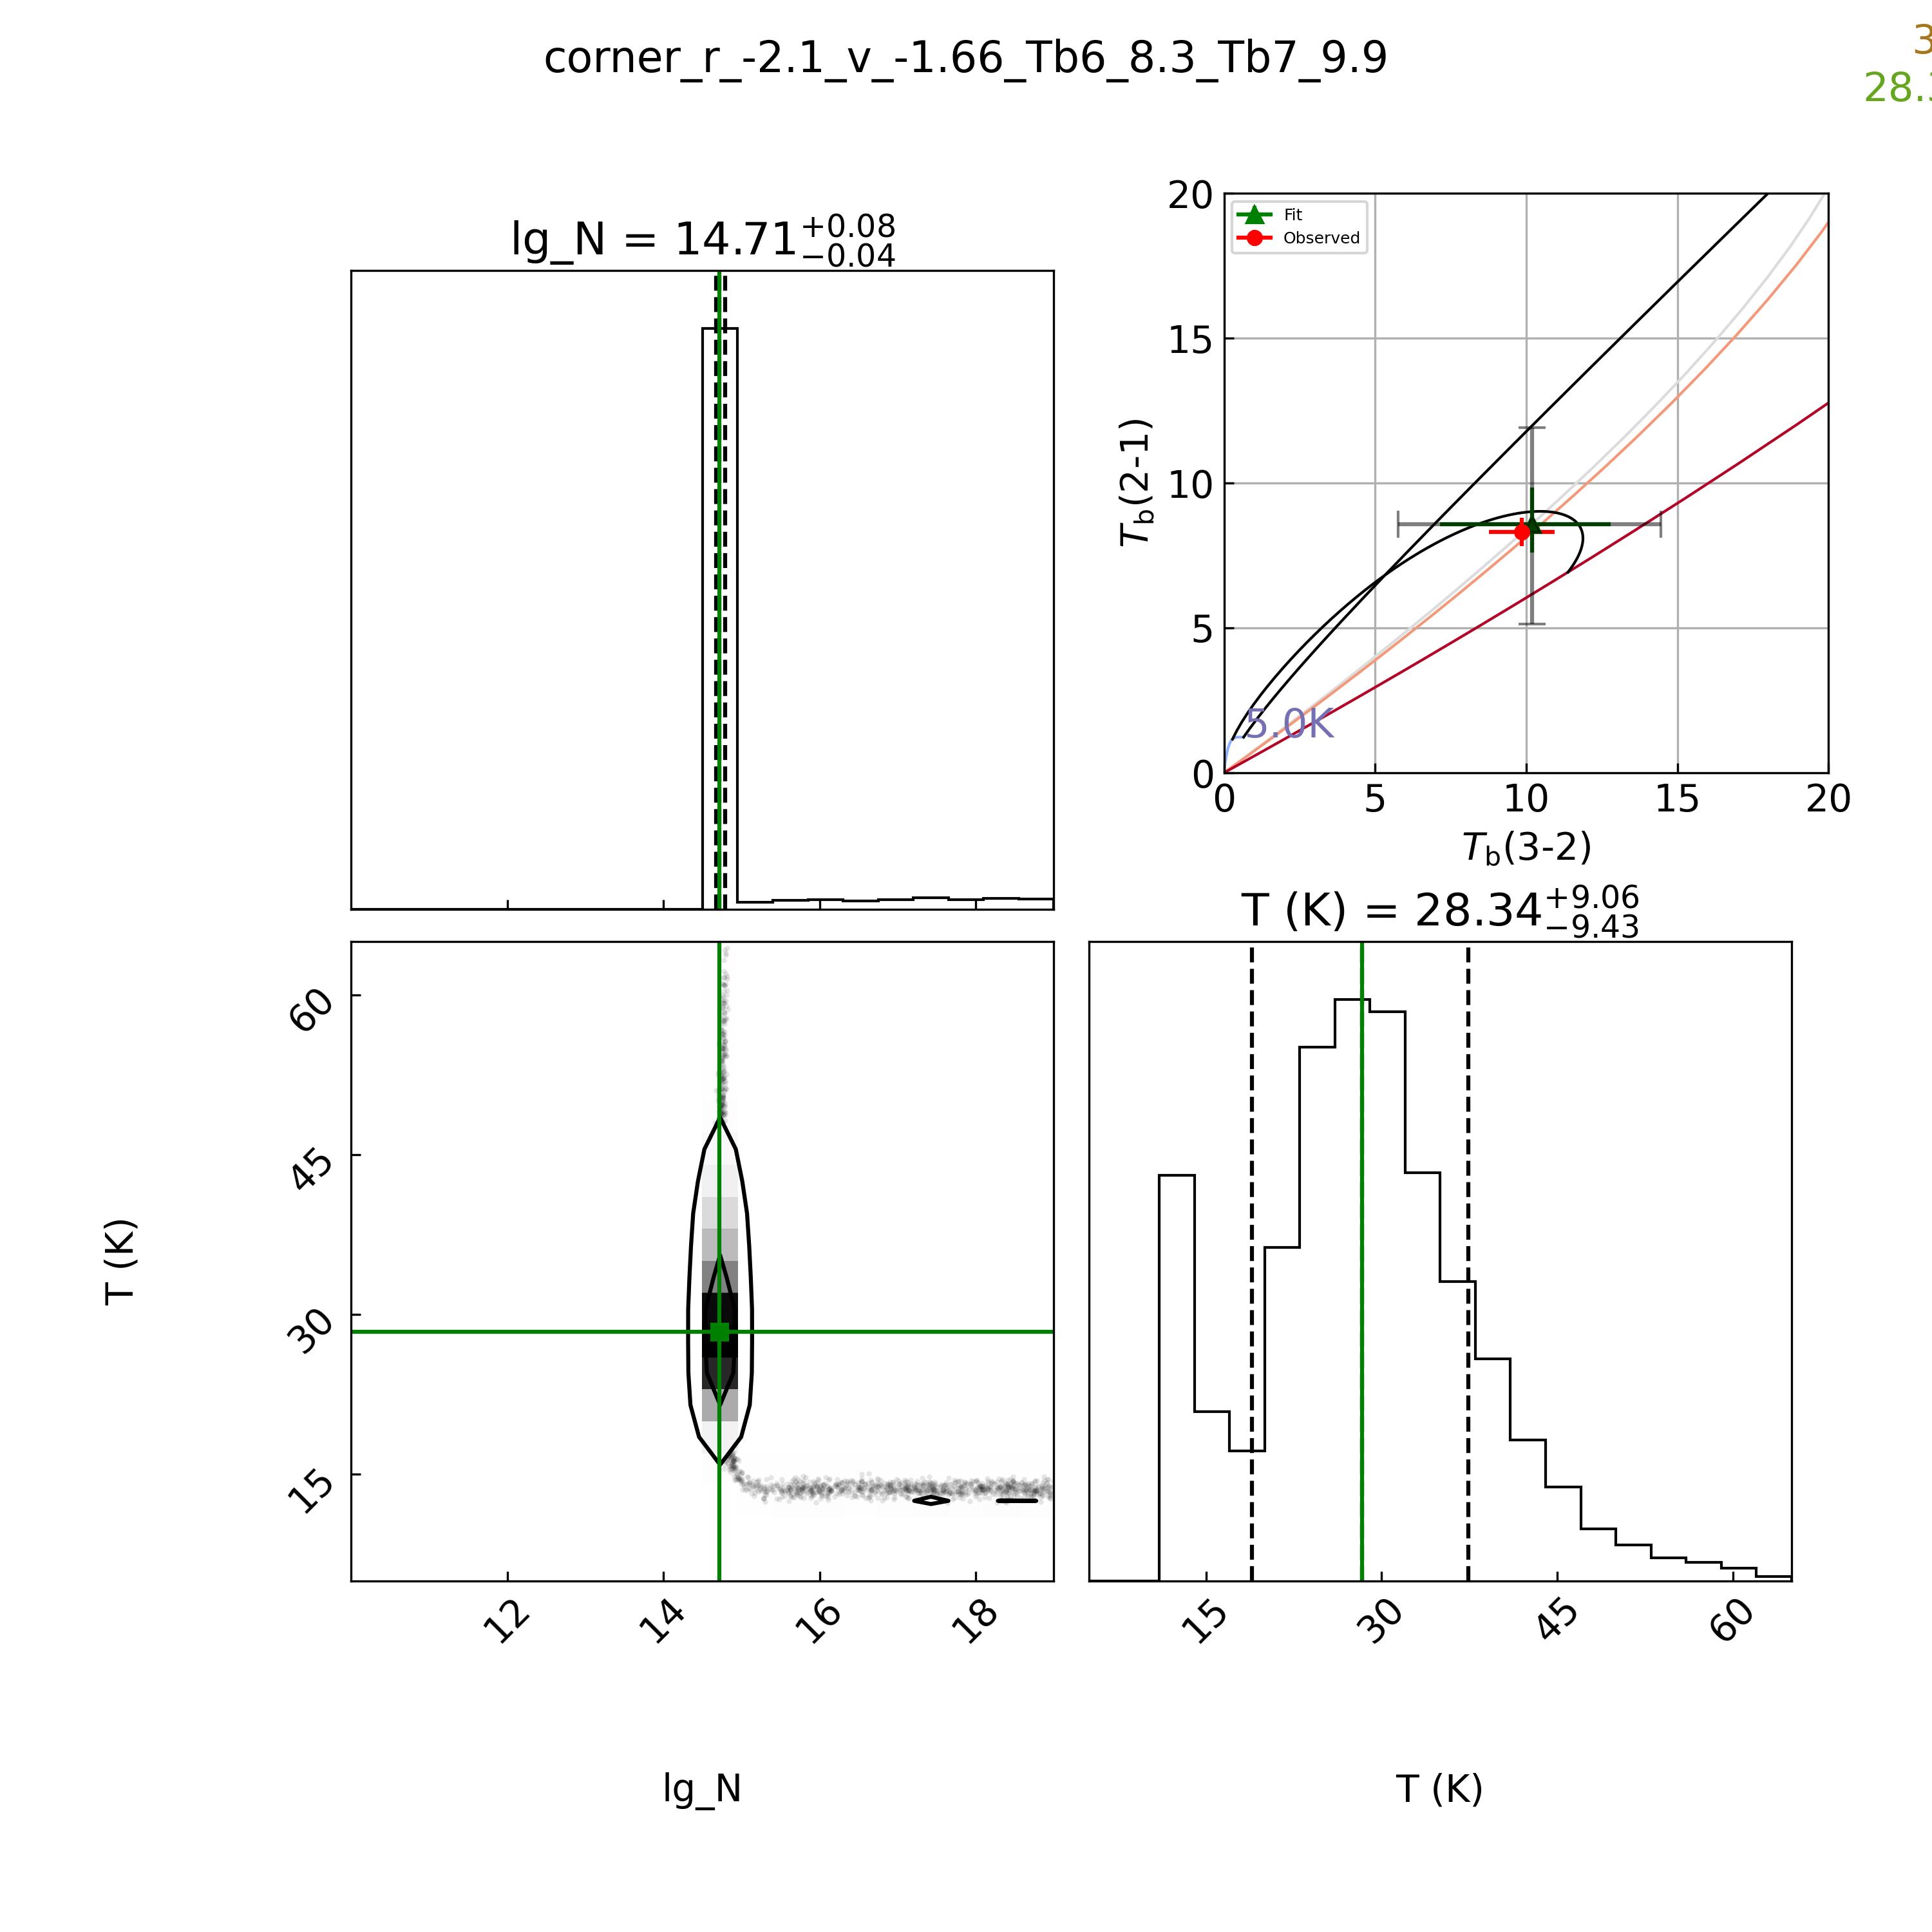 corner_r_-2.1_v_-1.66_Tb6_8.3_Tb7_9.9
3
28.
lg_N = 14.71+0.08−0.04
20
15
10
5
0
Fit
Observed
5.0K
Tb(2-1)
0 5 10 15 20
Tb(3-2)
T (K) = 28.34+9.06−9.43
60
45
30
15
T (K)
12 14 16 18
lg_N
15 30 45 60
T (K)